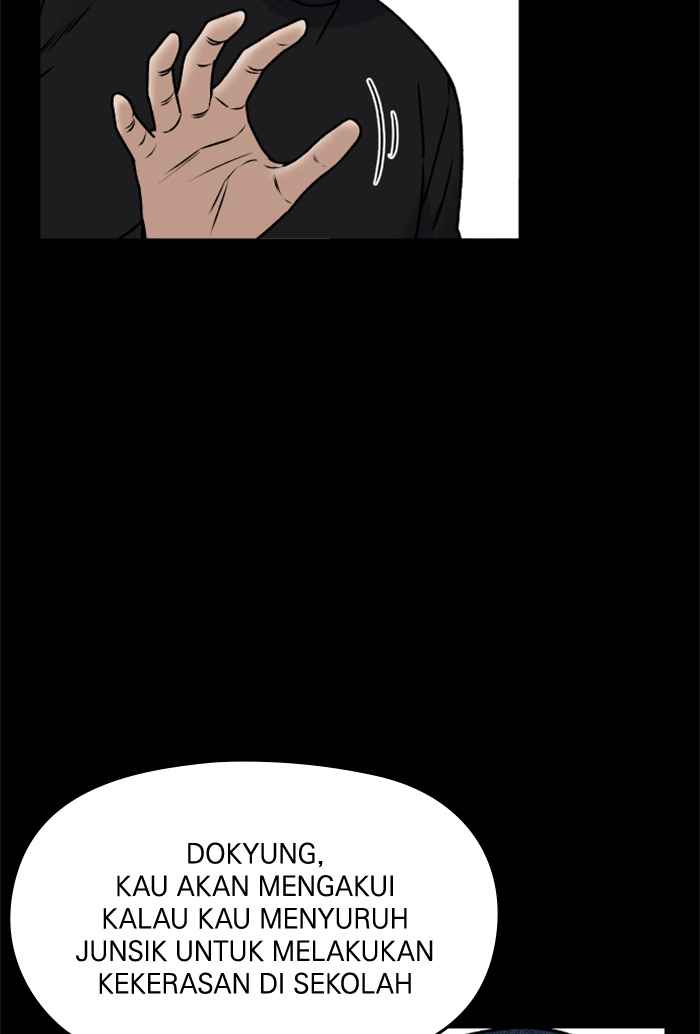 DOKYUNG,
KAU AKAN MENGAKUI
KALAU KAU MENYURUH
JUNSIK UNTUK MELAKUKAN
KEKERASAN DI SEKOLAH